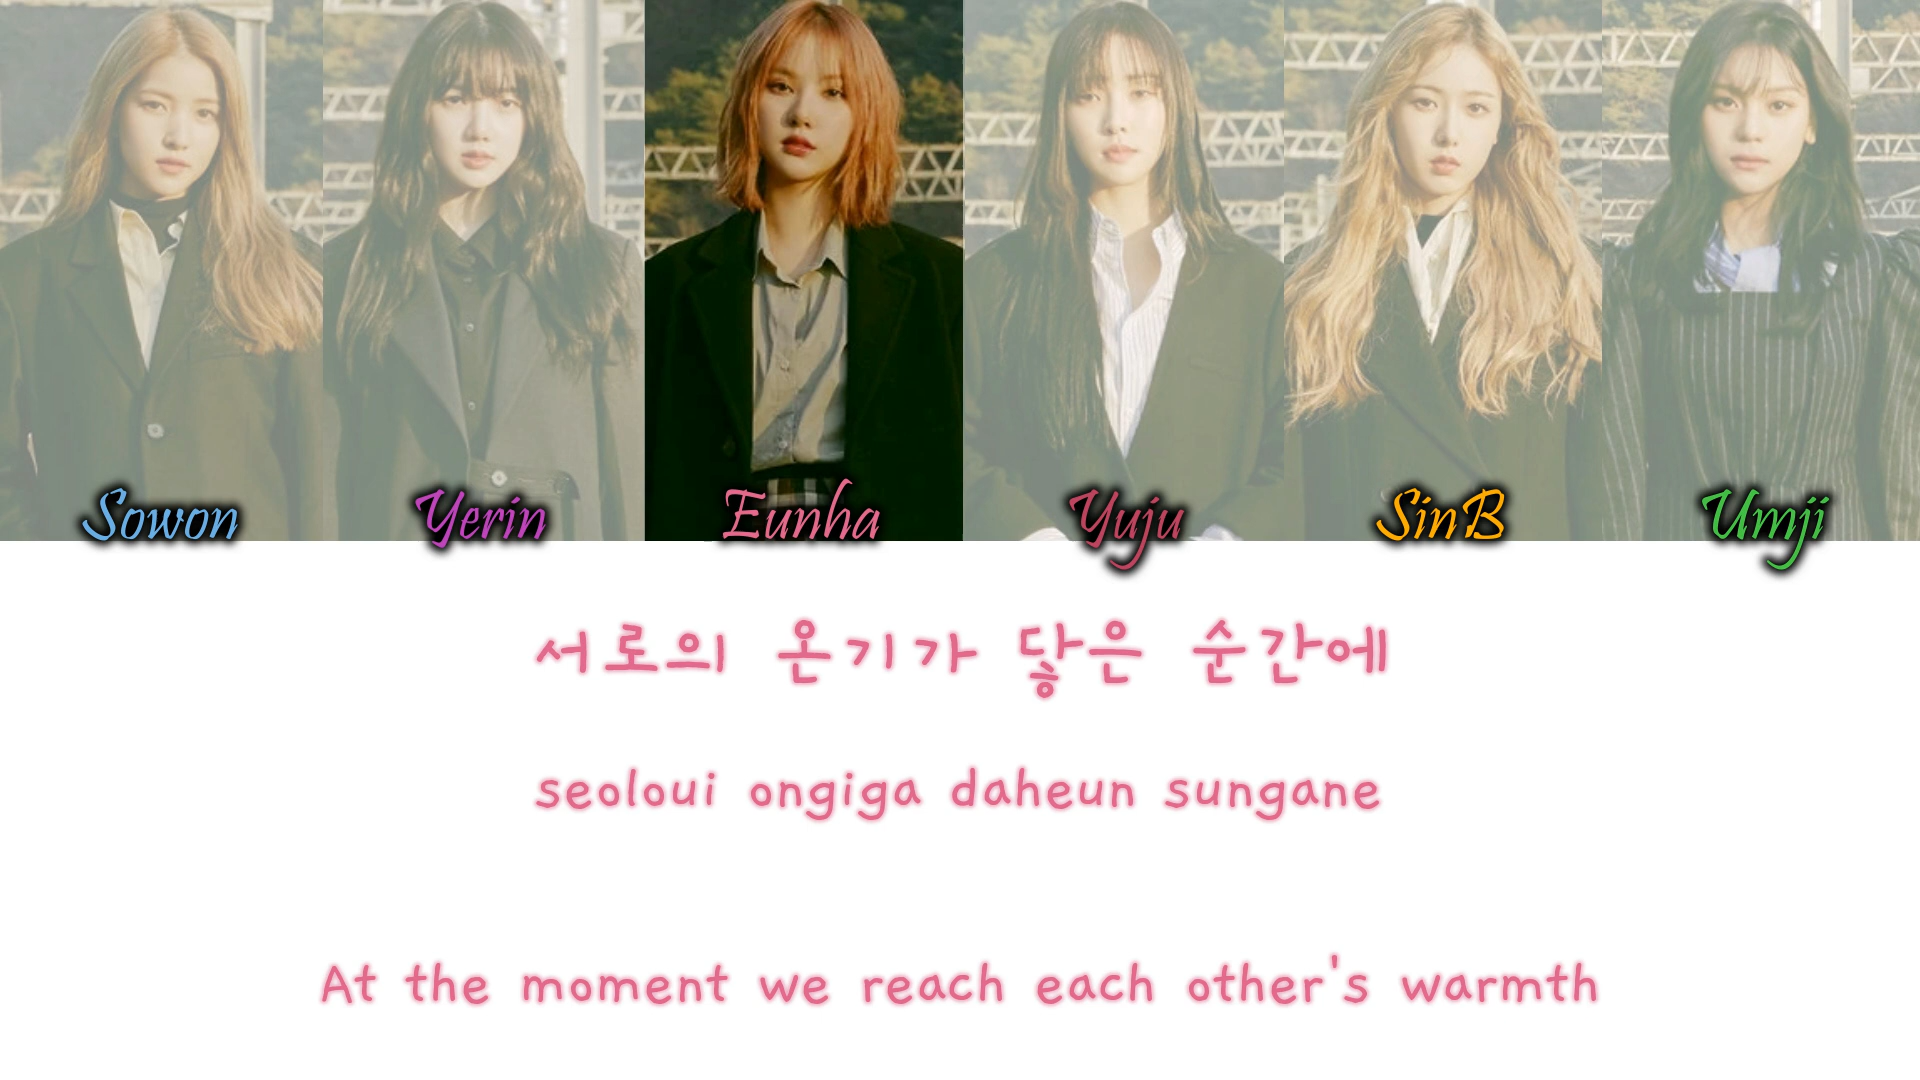 Sowon Yerin Eunha Yuju SinB Umji
서로의 온기가 닿은 순간에
seoloui ongiga daheun sungane
At the moment we reach each other's warmth